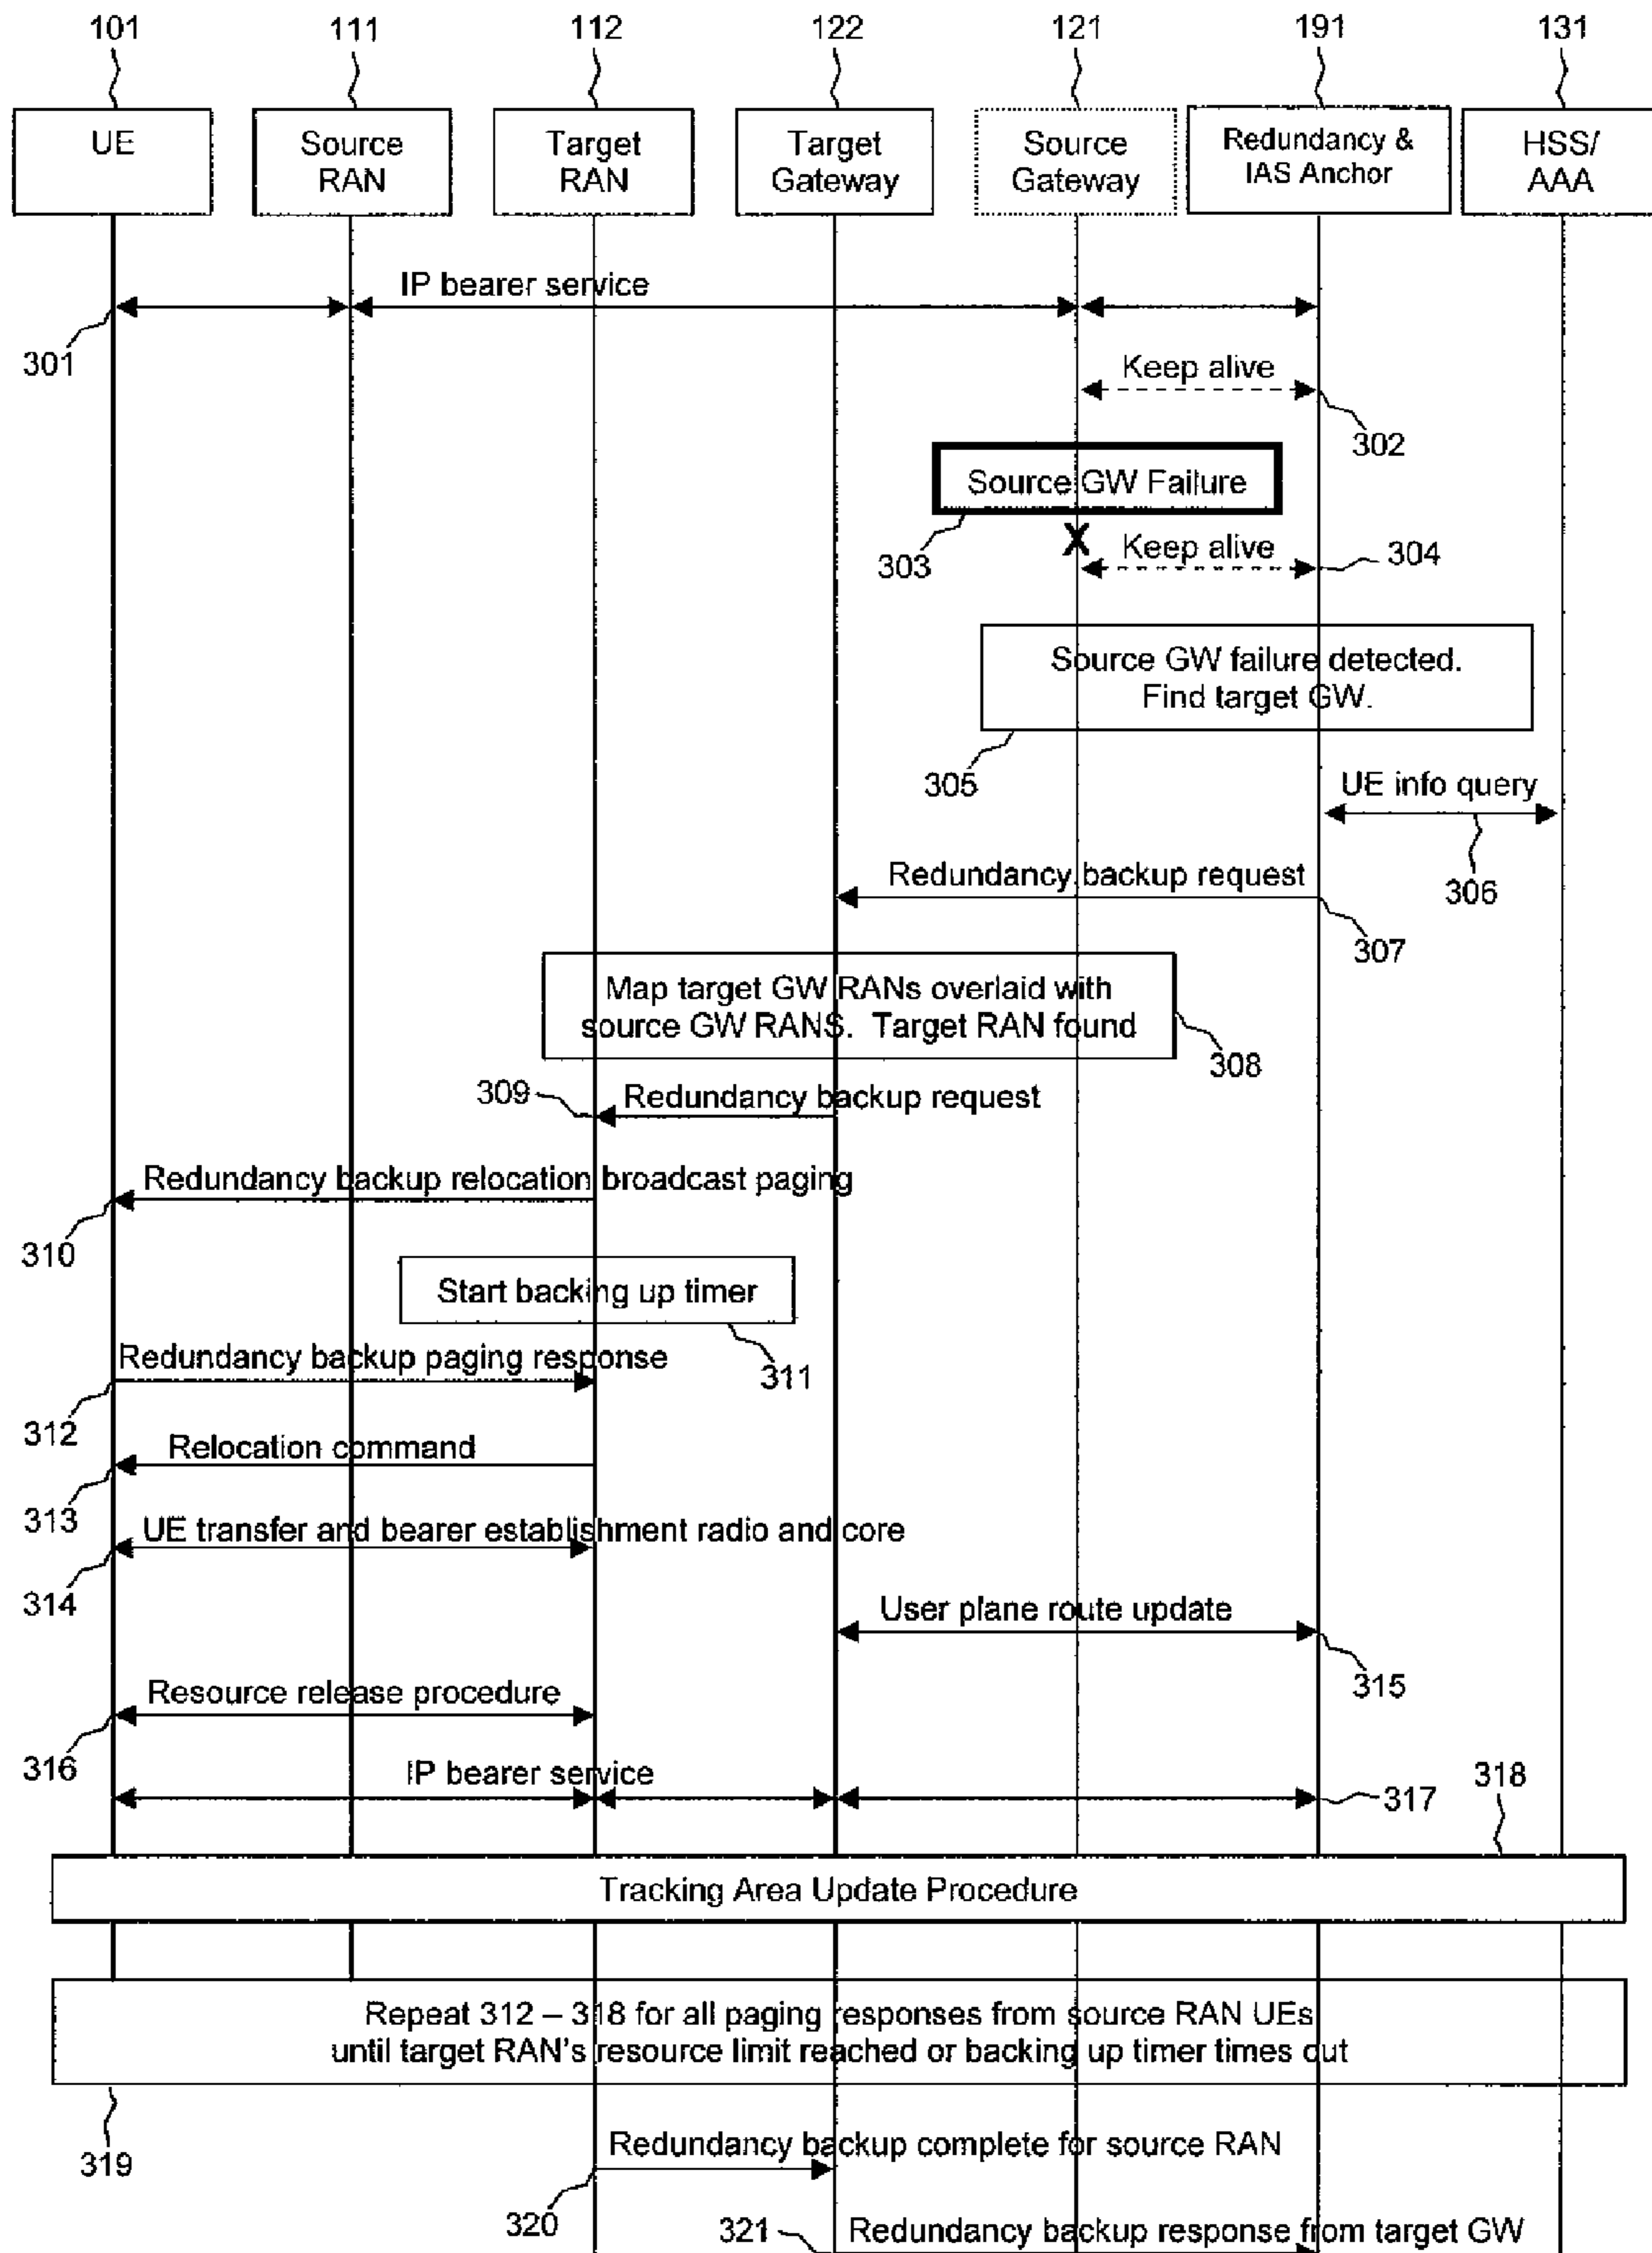 101 111 112 122 121 191 131
UE
Source
RAN
Target
RAN
Target
Gateway
Source
Gateway
Redundancy &
IAS Anchor
HSS/
AAA
IP bearer service
301
Keep alive
302
Source GW Failure
303
X
Keep alive
304
Source GW failure detected.
Find target GW.
305
UE info query
306
Redundancy backup request
307
Map target GW RANs overlaid with
source GW RANS. Target RAN found
308
309
Redundancy backup request
Redundancy backup relocation broadcast paging
310
Start backing up timer
311
Redundancy backup paging response
312
Relocation command
313
UE transfer and bearer establishment radio and core
314
User plane route update
315
Resource release procedure
316
IP bearer service
317
318
Tracking Area Update Procedure
Repeat 312 – 318 for all paging responses from source RAN UEs
until target RAN's resource limit reached or backing up timer times out
319
Redundancy backup complete for source RAN
320
321
Redundancy backup response from target GW